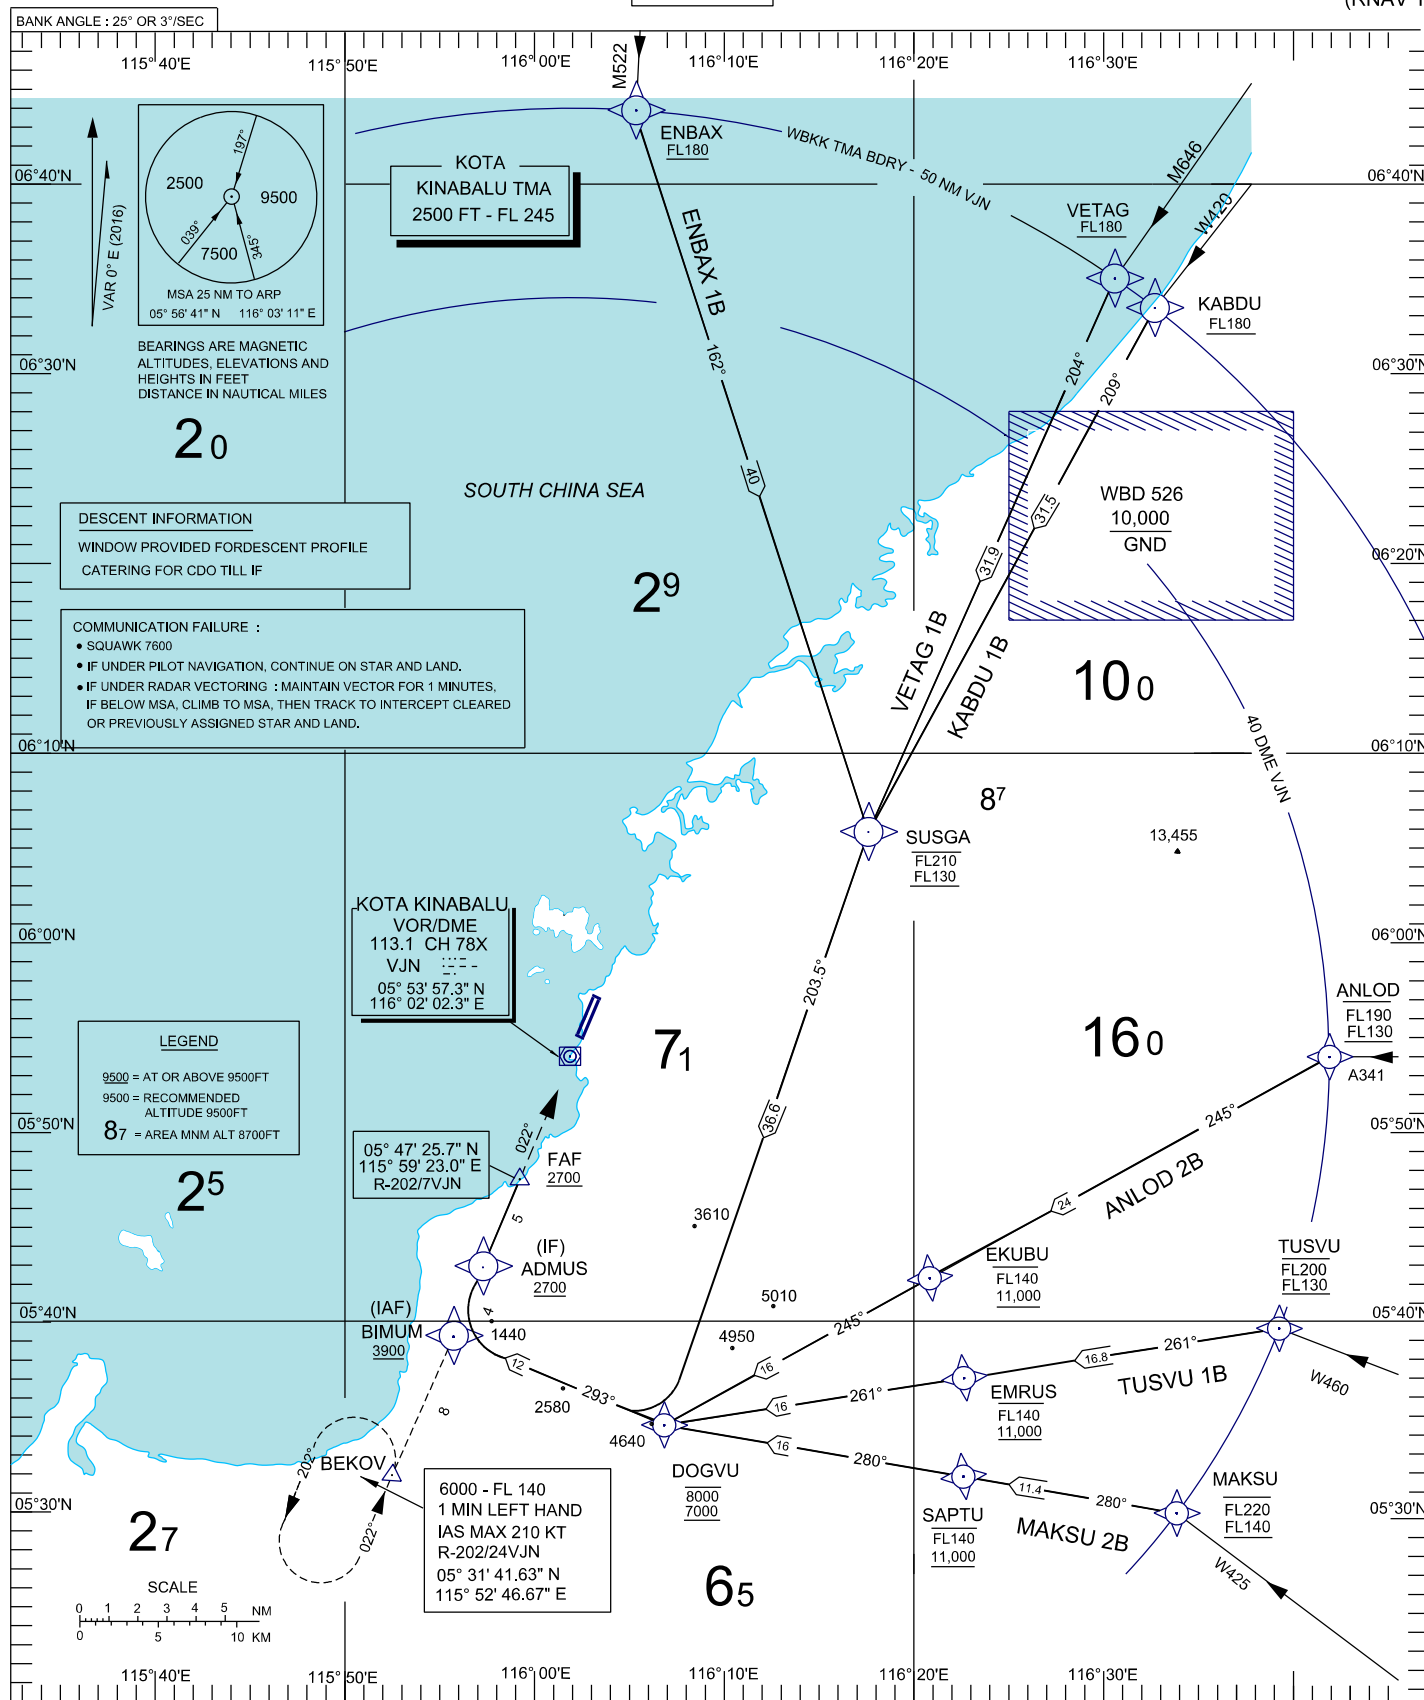 (RNAV 1
BANK ANGLE : 25° OR 3°/SEC
115°40'E
115°50'E
116°00'E
116°10'E
116°20'E
116°30'E
M522
ENBAX
FL180
WBKK TMA BDRY - 50 NM VJN
M646
W420
06°40'N
06°40'N
VAR 0° E (2016)
197°
2500
9500
039°
345°
7500
MSA 25 NM TO ARP
05° 56' 41" N 116° 03' 11" E
KOTA
KINABALU TMA
2500 FT - FL 245
VETAG
FL180
KABDU
FL180
ENBAX 1B
BEARINGS ARE MAGNETIC
ALTITUDES, ELEVATIONS AND
HEIGHTS IN FEET
DISTANCE IN NAUTICAL MILES
06°30'N
06°30'N
162°
204°
209°
20
SOUTH CHINA SEA
40
31.5
31.9
WBD 526
10,000
GND
DESCENT INFORMATION
WINDOW PROVIDED FORDESCENT PROFILE
CATERING FOR CDO TILL IF
06°20'N
29
COMMUNICATION FAILURE :
• SQUAWK 7600
• IF UNDER PILOT NAVIGATION, CONTINUE ON STAR AND LAND.
• IF UNDER RADAR VECTORING : MAINTAIN VECTOR FOR 1 MINUTES,
IF BELOW MSA, CLIMB TO MSA, THEN TRACK TO INTERCEPT CLEARED
OR PREVIOUSLY ASSIGNED STAR AND LAND.
VETAG 1B
KABDU 1B
100
06°10'N
06°10'N
40 DME VJN
87
SUSGA
FL210
FL130
13,455
KOTA KINABALU
VOR/DME
113.1 CH 78X
VJN
05° 53' 57.3" N
116° 02' 02.3" E
06°00'N
06°00'N
203.5°
ANLOD
FL190
FL130
A341
LEGEND
9500 = AT OR ABOVE 9500FT
9500 = RECOMMENDED
ALTITUDE 9500FT
87 = AREA MNM ALT 8700FT
71
160
36.6
245°
05°50'N
05°50'N
022°
05° 47' 25.7" N
115° 59' 23.0" E
R-202/7VJN
FAF
2700
25
ANLOD 2B
24
5
3610
(IF)
ADMUS
2700
EKUBU
FL140
11,000
TUSVU
FL200
FL130
(IAF)
BIMUM
3900
05°40'N
05°40'N
4
1440
5010
4950
245°
12
16
16.8
261°
TUSVU 1B
W460
293°
2580
EMRUS
FL140
11,000
261°
16
8
4640
16
280°
DOGVU
8000
7000
202°
BEKOV
022°
6000 - FL 140
1 MIN LEFT HAND
IAS MAX 210 KT
R-202/24VJN
05° 31' 41.63" N
115° 52' 46.67" E
SAPTU
FL140
11,000
11.4
280°
MAKSU 2B
MAKSU
FL220
FL140
W425
05°30'N
05°30'N
27
65
SCALE
0 1 2 3 4 5 NM
0 5 10 KM
115°40'E
115°50'E
116°00'E
116°10'E
116°20'E
116°30'E